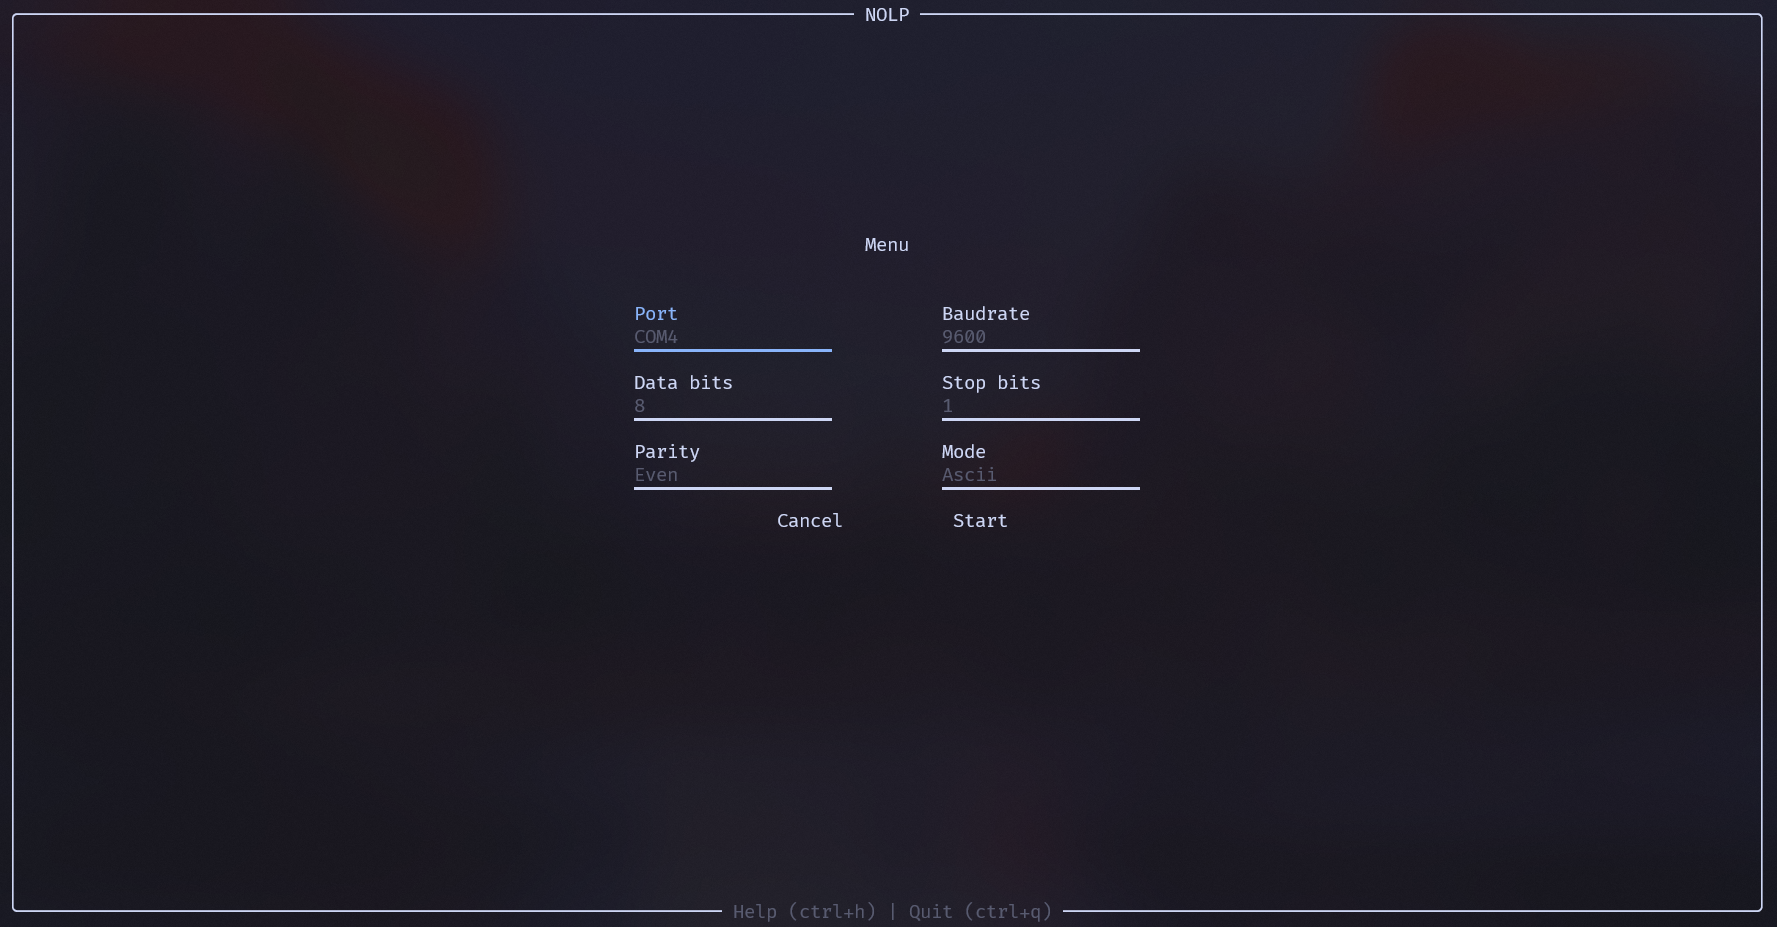 NOLP
Menu
Port
Baudrate
COM4
9600
Data bits
Stop bits
8
1
Parity
Mode
Even
Ascii
Cancel
Start
Help (ctrl+h) | Quit (ctrl+q)